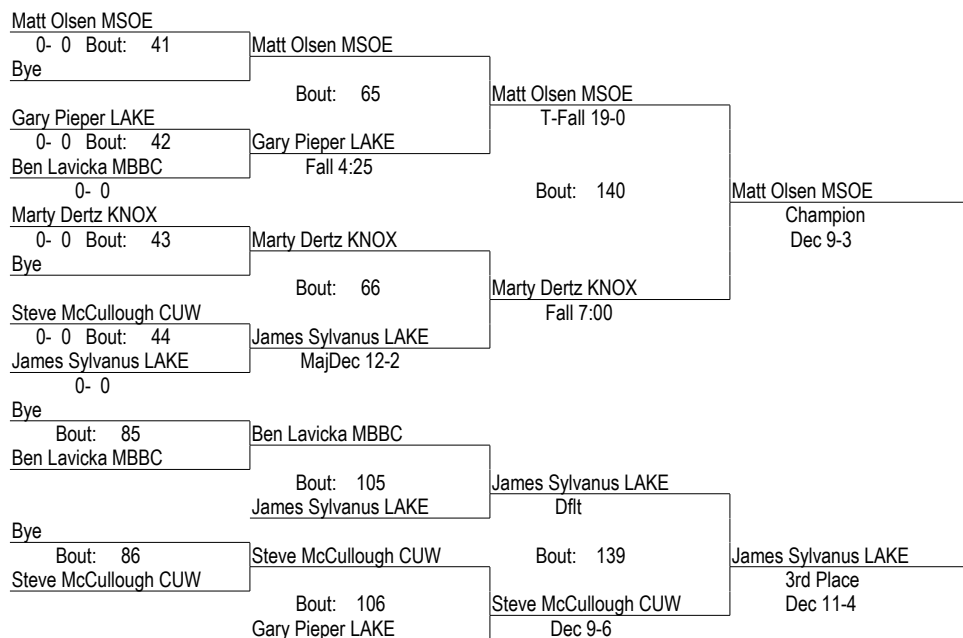 Matt Olsen MSOE
0- 0 Bout: 41 Matt Olsen MSOE
Bye
Bout: 65 Matt Olsen MSOE
Gary Pieper LAKE T-Fall 19-0
0- 0 Bout: 42 Gary Pieper LAKE
Ben Lavicka MBBC Fall 4:25
0- 0 Bout: 140 Matt Olsen MSOE
Marty Dertz KNOX Champion
0- 0 Bout: 43 Marty Dertz KNOX Dec 9-3
Bye
Bout: 66 Marty Dertz KNOX
Steve McCullough CUW Fall 7:00
0- 0 Bout: 44 James Sylvanus LAKE
James Sylvanus LAKE MajDec 12-2
0- 0
Bye
Bout: 85 Ben Lavicka MBBC
Ben Lavicka MBBC
Bout: 105 James Sylvanus LAKE
James Sylvanus LAKE Dflt
Bye
Bout: 86 Steve McCullough CUW Bout: 139 James Sylvanus LAKE
Steve McCullough CUW 3rd Place
Bout: 106 Steve McCullough CUW Dec 11-4
Gary Pieper LAKE Dec 9-6